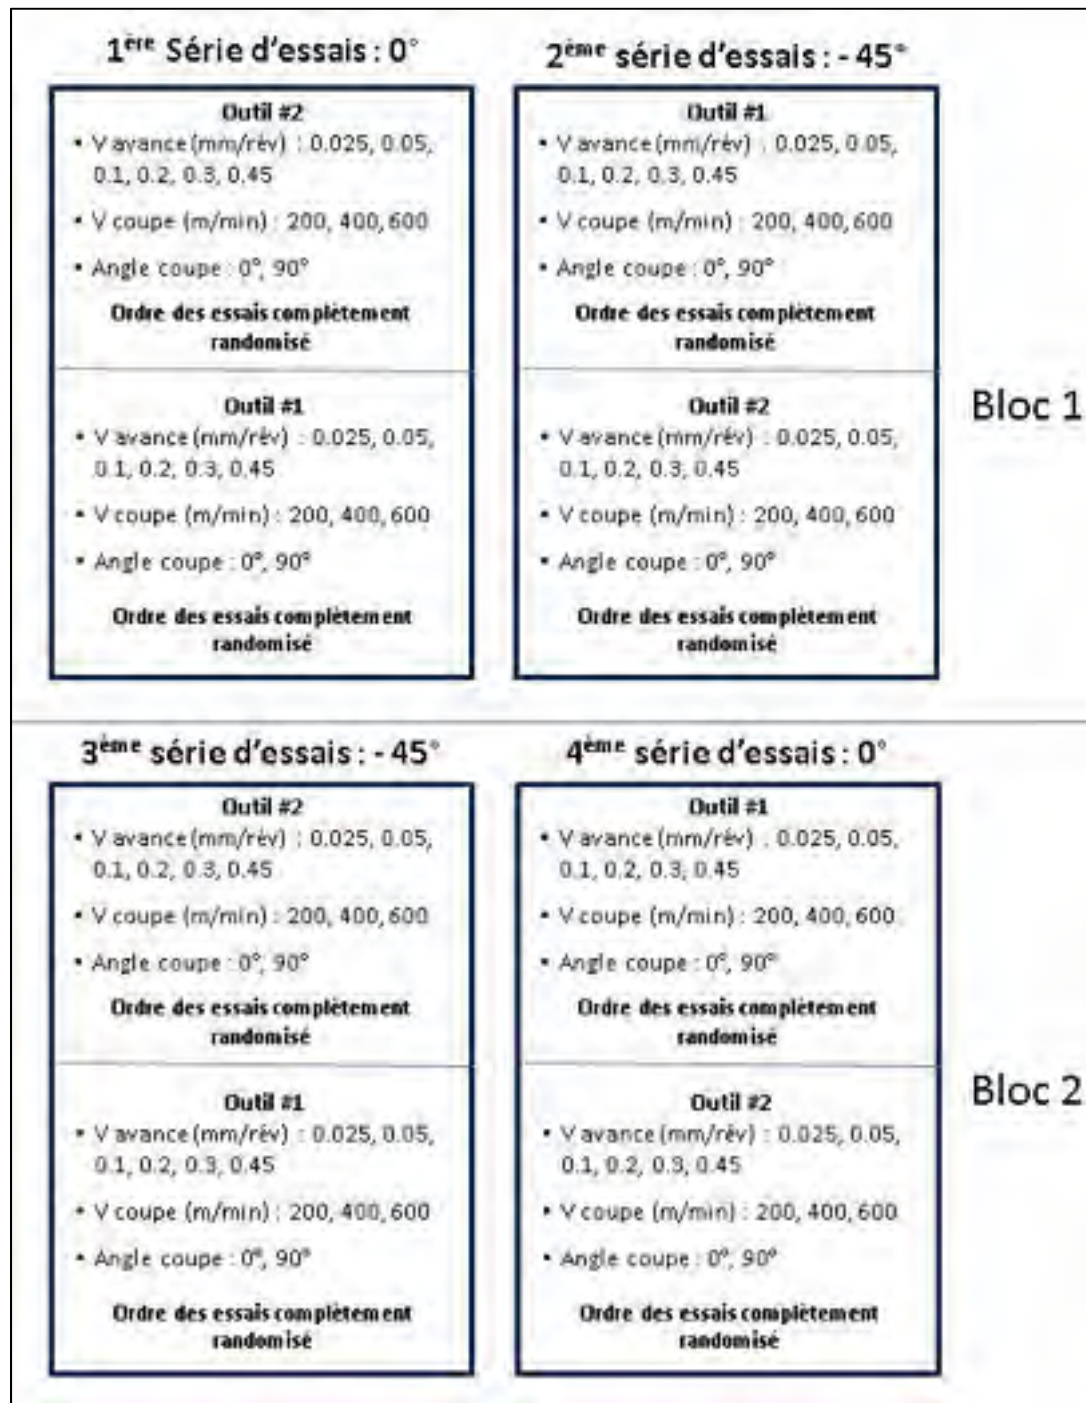 1ère Série d'essais : 0°
Outil #2
• V avance (mm/rév) : 0.025, 0.05,
0.1, 0.2, 0.3, 0.45
• V coupe (m/min) : 200, 400, 600
• Angle coupe : 0°, 90°
Ordre des essais complètement
randomisé
Outil #1
• V avance (mm/rév) : 0.025, 0.05,
0.1, 0.2, 0.3, 0.45
• V coupe (m/min) : 200, 400, 600
• Angle coupe : 0°, 90°
Ordre des essais complètement
randomisé
2ème série d'essais : - 45°
Outil #1
• V avance (mm/rév) : 0.025, 0.05,
0.1, 0.2, 0.3, 0.45
• V coupe (m/min) : 200, 400, 600
• Angle coupe : 0°, 90°
Ordre des essais complètement
randomisé
Outil #2
• V avance (mm/rév) : 0.025, 0.05,
0.1, 0.2, 0.3, 0.45
• V coupe (m/min) : 200, 400, 600
• Angle coupe : 0°, 90°
Ordre des essais complètement
randomisé
Bloc 1
3ème série d'essais : - 45°
Outil #2
• V avance (mm/rév) : 0.025, 0.05,
0.1, 0.2, 0.3, 0.45
• V coupe (m/min) : 200, 400, 600
• Angle coupe : 0°, 90°
Ordre des essais complètement
randomisé
Outil #1
• V avance (mm/rév) : 0.025, 0.05,
0.1, 0.2, 0.3, 0.45
• V coupe (m/min) : 200, 400, 600
• Angle coupe : 0°, 90°
Ordre des essais complètement
randomisé
4ème série d'essais : 0°
Outil #1
• V avance (mm/rév) : 0.025, 0.05,
0.1, 0.2, 0.3, 0.45
• V coupe (m/min) : 200, 400, 600
• Angle coupe : 0°, 90°
Ordre des essais complètement
randomisé
Outil #2
• V avance (mm/rév) : 0.025, 0.05,
0.1, 0.2, 0.3, 0.45
• V coupe (m/min) : 200, 400, 600
• Angle coupe : 0°, 90°
Ordre des essais complètement
randomisé
Bloc 2